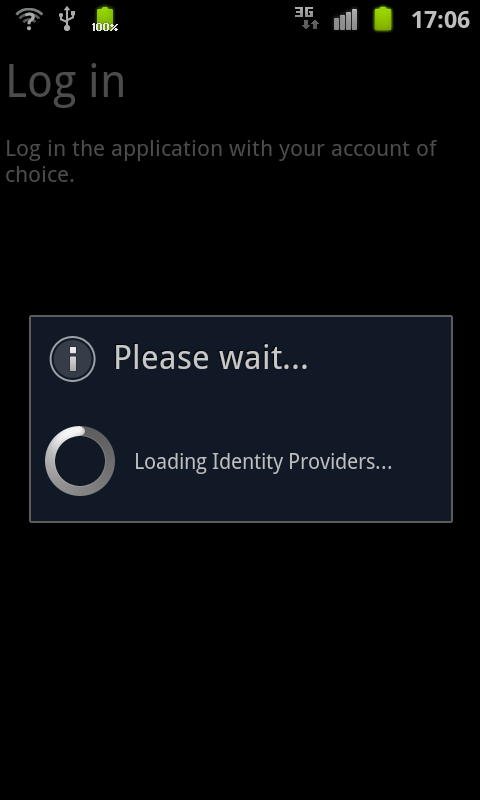 100%
3G
17:06
Log in
Log in the application with your account of
choice.
Please wait...
Loading Identity Providers...